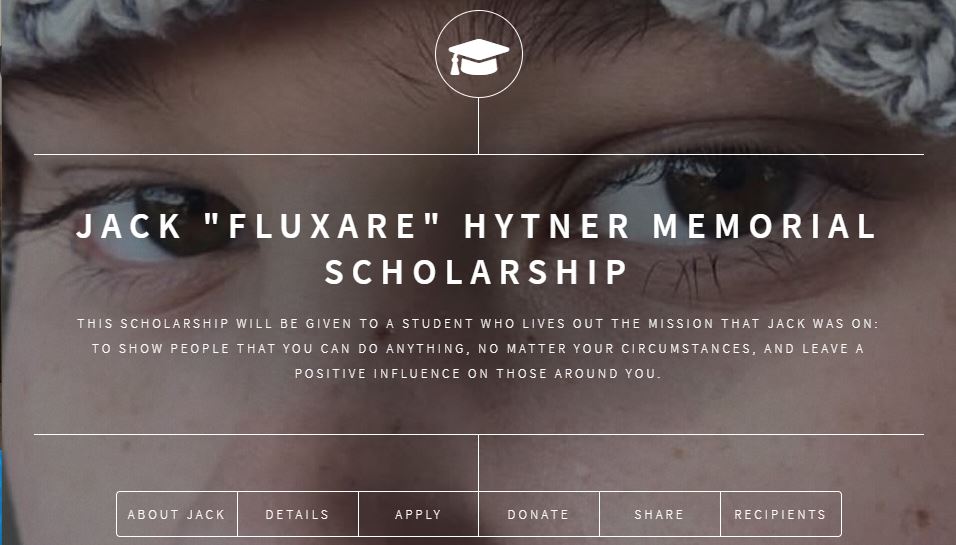 JACK "FLUXARE" HYTNER MEMORIAL
SCHOLARSHIP
THIS SCHOLARSHIP WILL BE GIVEN TO A STUDENT WHO LIVES OUT THE MISSION THAT JACK WAS ON:
TO SHOW PEOPLE THAT YOU CAN DO ANYTHING, NO MATTER YOUR CIRCUMSTANCES, AND LEAVE A
POSITIVE INFLUENCE ON THOSE AROUND YOU.
ABOUT JACK DETAILS APPLY DONATE SHARE RECIPIENTS